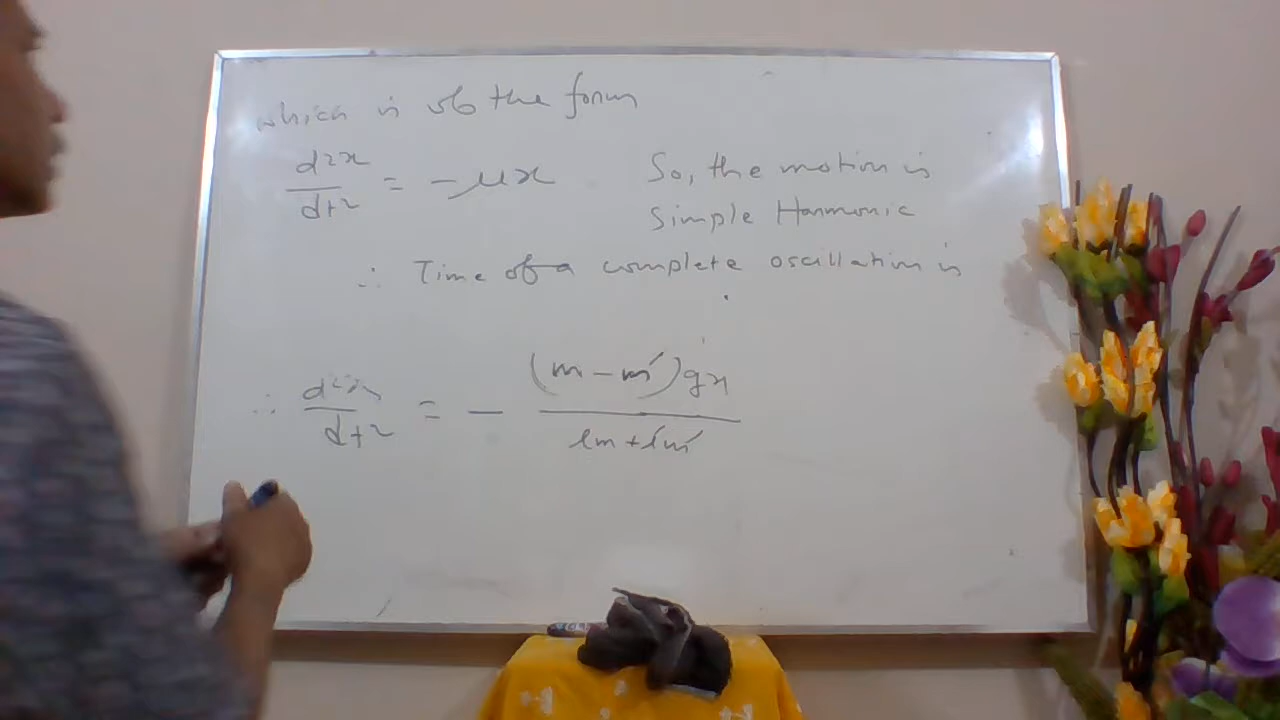 which is of the form
d²x/dt² = -μx So, the motion is
Simple Harmonic
∴ Time of a complete oscillation is
∴ d²x/dt² = - (m - m')gx / lm + l'm'